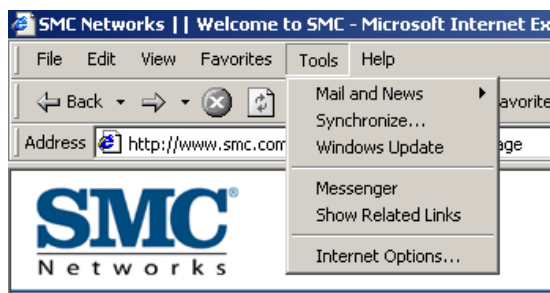 SMC Networks || Welcome to SMC - Microsoft Internet Ex
File Edit View Favorites Tools Help
Back
Mail and News
avorite
Synchronize...
Address http://www.smc.com
Windows Update
age
Messenger
Show Related Links
Internet Options...
SMC®
Networks